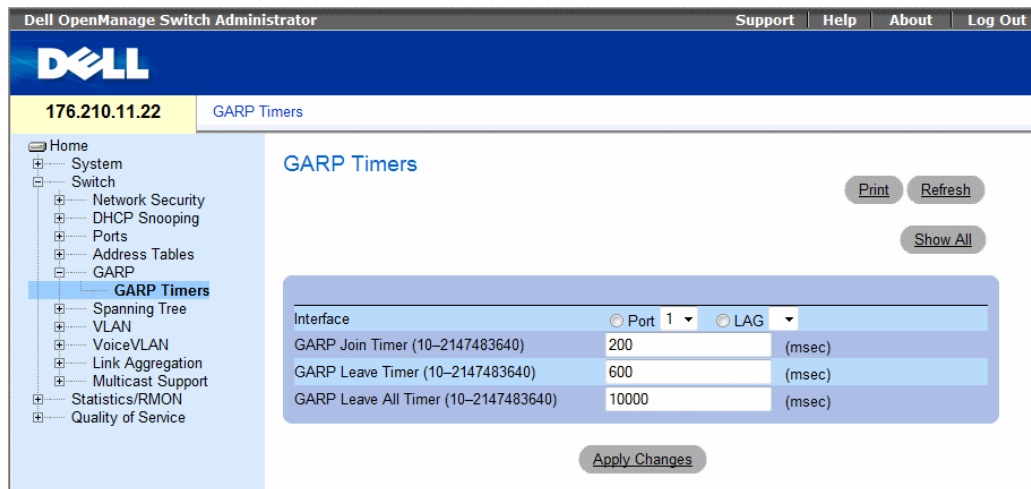 Dell OpenManage Switch Administrator Support Help About Log Out
DELL
176.210.11.22 GARP Timers
Home
System
Switch
Network Security
DHCP Snooping
Ports
Address Tables
GARP
GARP Timers
Spanning Tree
VLAN
VoiceVLAN
Link Aggregation
Multicast Support
Statistics/RMON
Quality of Service
GARP Timers
Print Refresh
Show All
Interface Port 1 LAG
GARP Join Timer (10–2147483640) 200 (msec)
GARP Leave Timer (10–2147483640) 600 (msec)
GARP Leave All Timer (10–2147483640) 10000 (msec)
Apply Changes